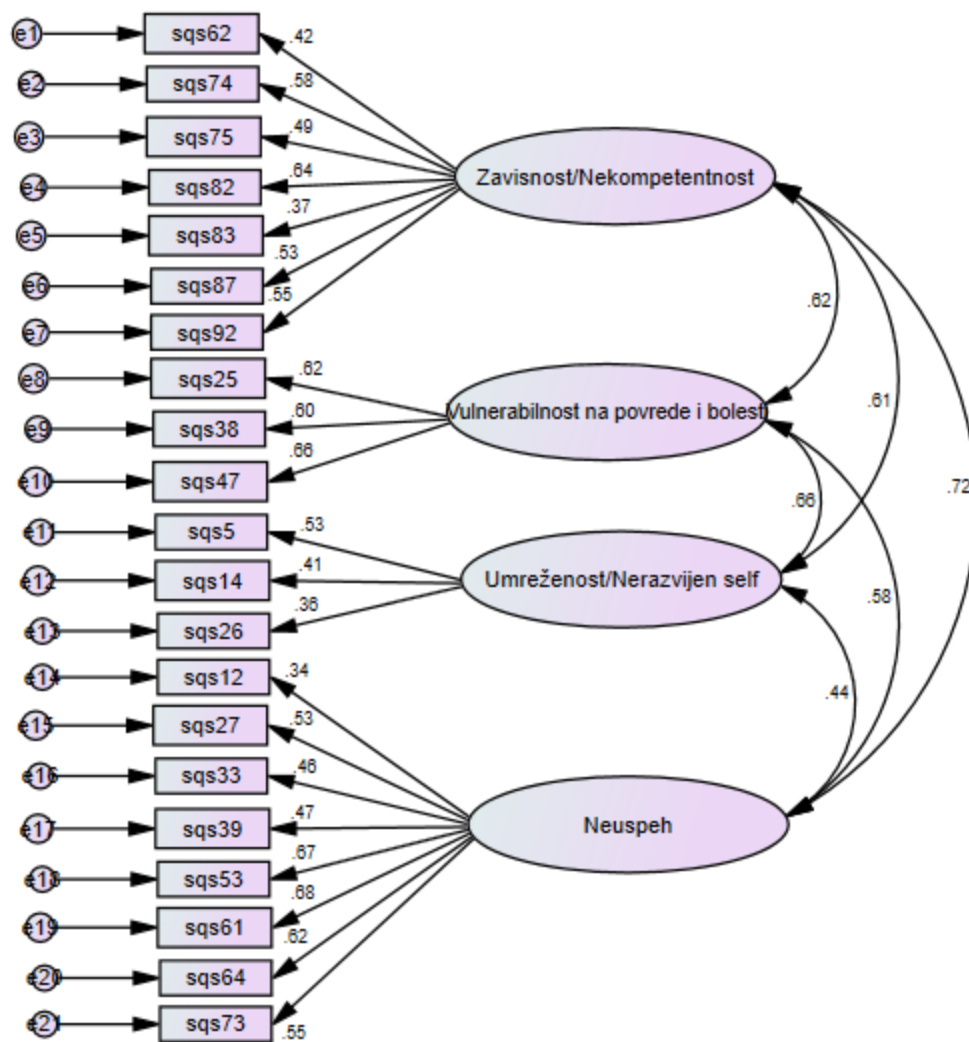 e1 sqs62 .42
e2 sqs74 .58
e3 sqs75 .49
e4 sqs82 .64
e5 sqs83 .37
e6 sqs87 .53
e7 sqs92 .55
Zavisnost/Nekompetentnost
e8 sqs25 .62
e9 sqs38 .60
e10 sqs47 .66
Vulnerabilnost na povrede i bolest
e11 sqs5 .53
e12 sqs14 .41
e13 sqs26 .36
Umreženost/Nerazvijen self
e14 sqs12 .34
e15 sqs27 .53
e16 sqs33 .46
e17 sqs39 .47
e18 sqs53 .67
e19 sqs61 .68
e20 sqs64 .62
e21 sqs73 .55
Neuspeh
.62
.61
.72
.66
.58
.44